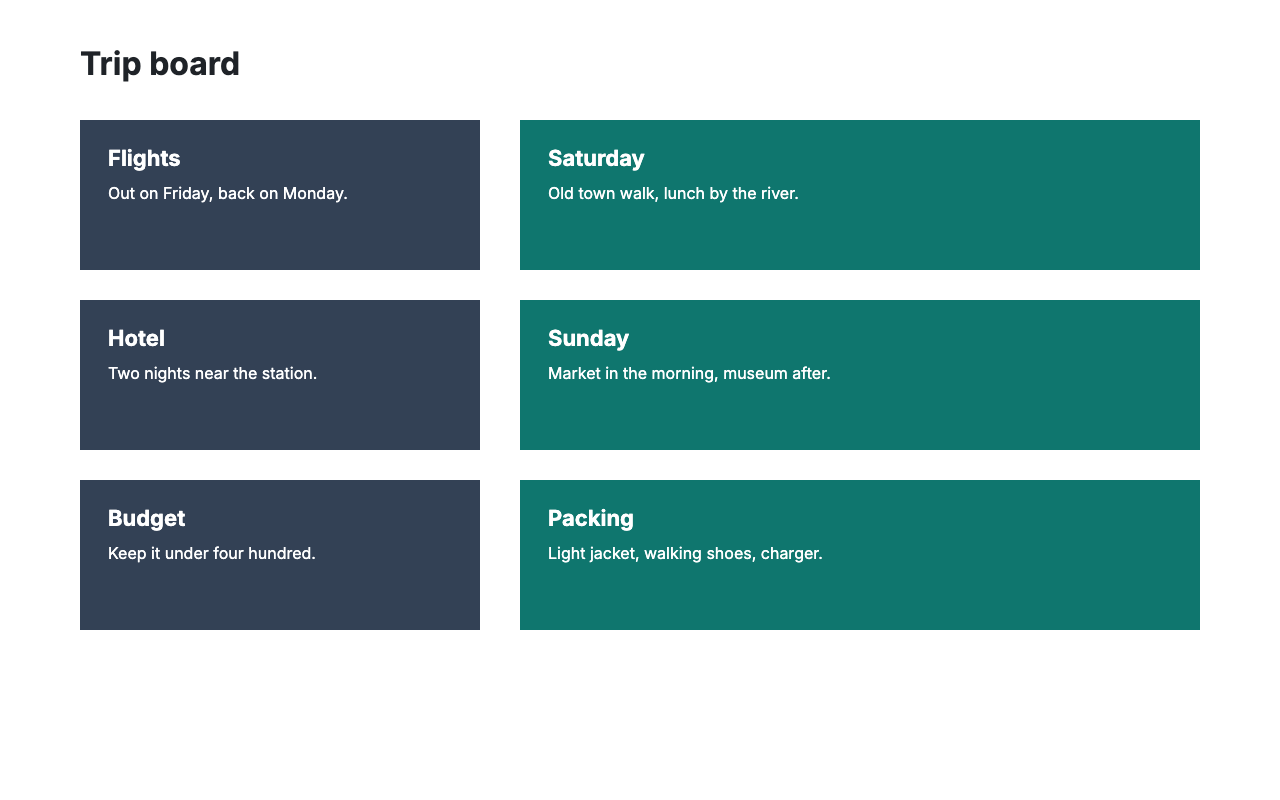 Trip board
Flights
Out on Friday, back on Monday.
Saturday
Old town walk, lunch by the river.
Hotel
Two nights near the station.
Sunday
Market in the morning, museum after.
Budget
Keep it under four hundred.
Packing
Light jacket, walking shoes, charger.